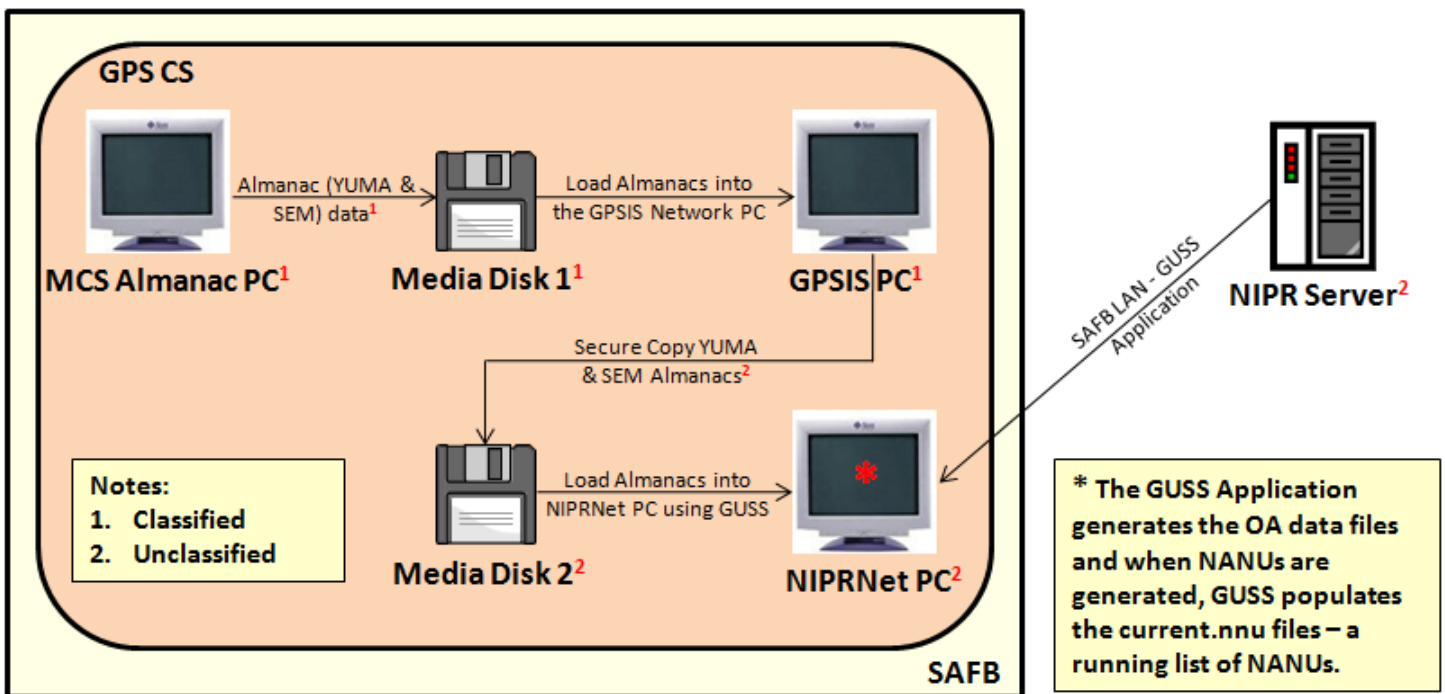 GPS CS
Almanac (YUMA &
SEM) data1
Load Almanacs into
the GPSIS Network PC
MCS Almanac PC1
Media Disk 11
GPSIS PC1
SAFB LAN - GUSS
Application
NIPR Server2
Secure Copy YUMA
& SEM Almanacs2
Notes:
1. Classified
2. Unclassified
Load Almanacs into
NIPRNet PC using GUSS
*
Media Disk 22
NIPRNet PC2
SAFB
* The GUSS Application
generates the OA data files
and when NANUs are
generated, GUSS populates
the current.nnu files – a
running list of NANUs.